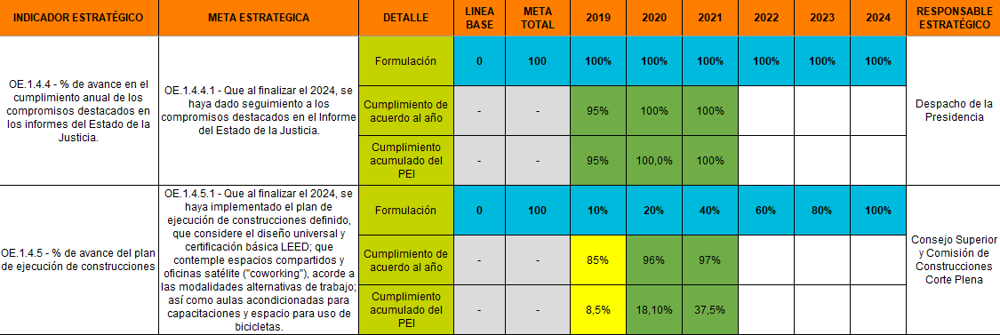 INDICADOR ESTRATÉGICO
META ESTRATEGICA
DETALLE
LINEA
BASE
META
TOTAL
2019
2020
2021
2022
2023
2024
RESPONSABLE
ESTRATÉGICO
OE.1.4.4 - % de avance en el
cumplimiento anual de los
compromisos destacados en
los informes del Estado de la
Justicia.
OE.1.4.4.1 - Que al finalizar el 2024, se
haya dado seguimiento a los
compromisos destacados en el Informe
del Estado de la Justicia.
Formulación
0
100
100%
100%
100%
100%
100%
100%
Cumplimiento de
acuerdo al año
-
-
95%
100%
100%
Cumplimiento
acumulado del
PEI
-
-
95%
100,0%
100%
Despacho de la
Presidencia
OE.1.4.5 - % de avance del plan
de ejecución de construcciones
OE.1.4.5.1 - Que al finalizar el 2024, se
haya implementado el plan de
ejecución de construcciones definido,
que considere el diseño universal y
certificación básica LEED; que
contemple espacios compartidos y
oficinas satélite ("coworking"), acorde a
las modalidades alternativas de trabajo;
así como aulas acondicionadas para
capacitaciones y espacio para uso de
bicicletas.
Formulación
0
100
10%
20%
40%
60%
80%
100%
Cumplimiento de
acuerdo al año
-
-
85%
96%
97%
Cumplimiento
acumulado del
PEI
-
-
8,5%
18,10%
37,5%
Consejo Superior
y Comisión de
Construcciones
Corte Plena